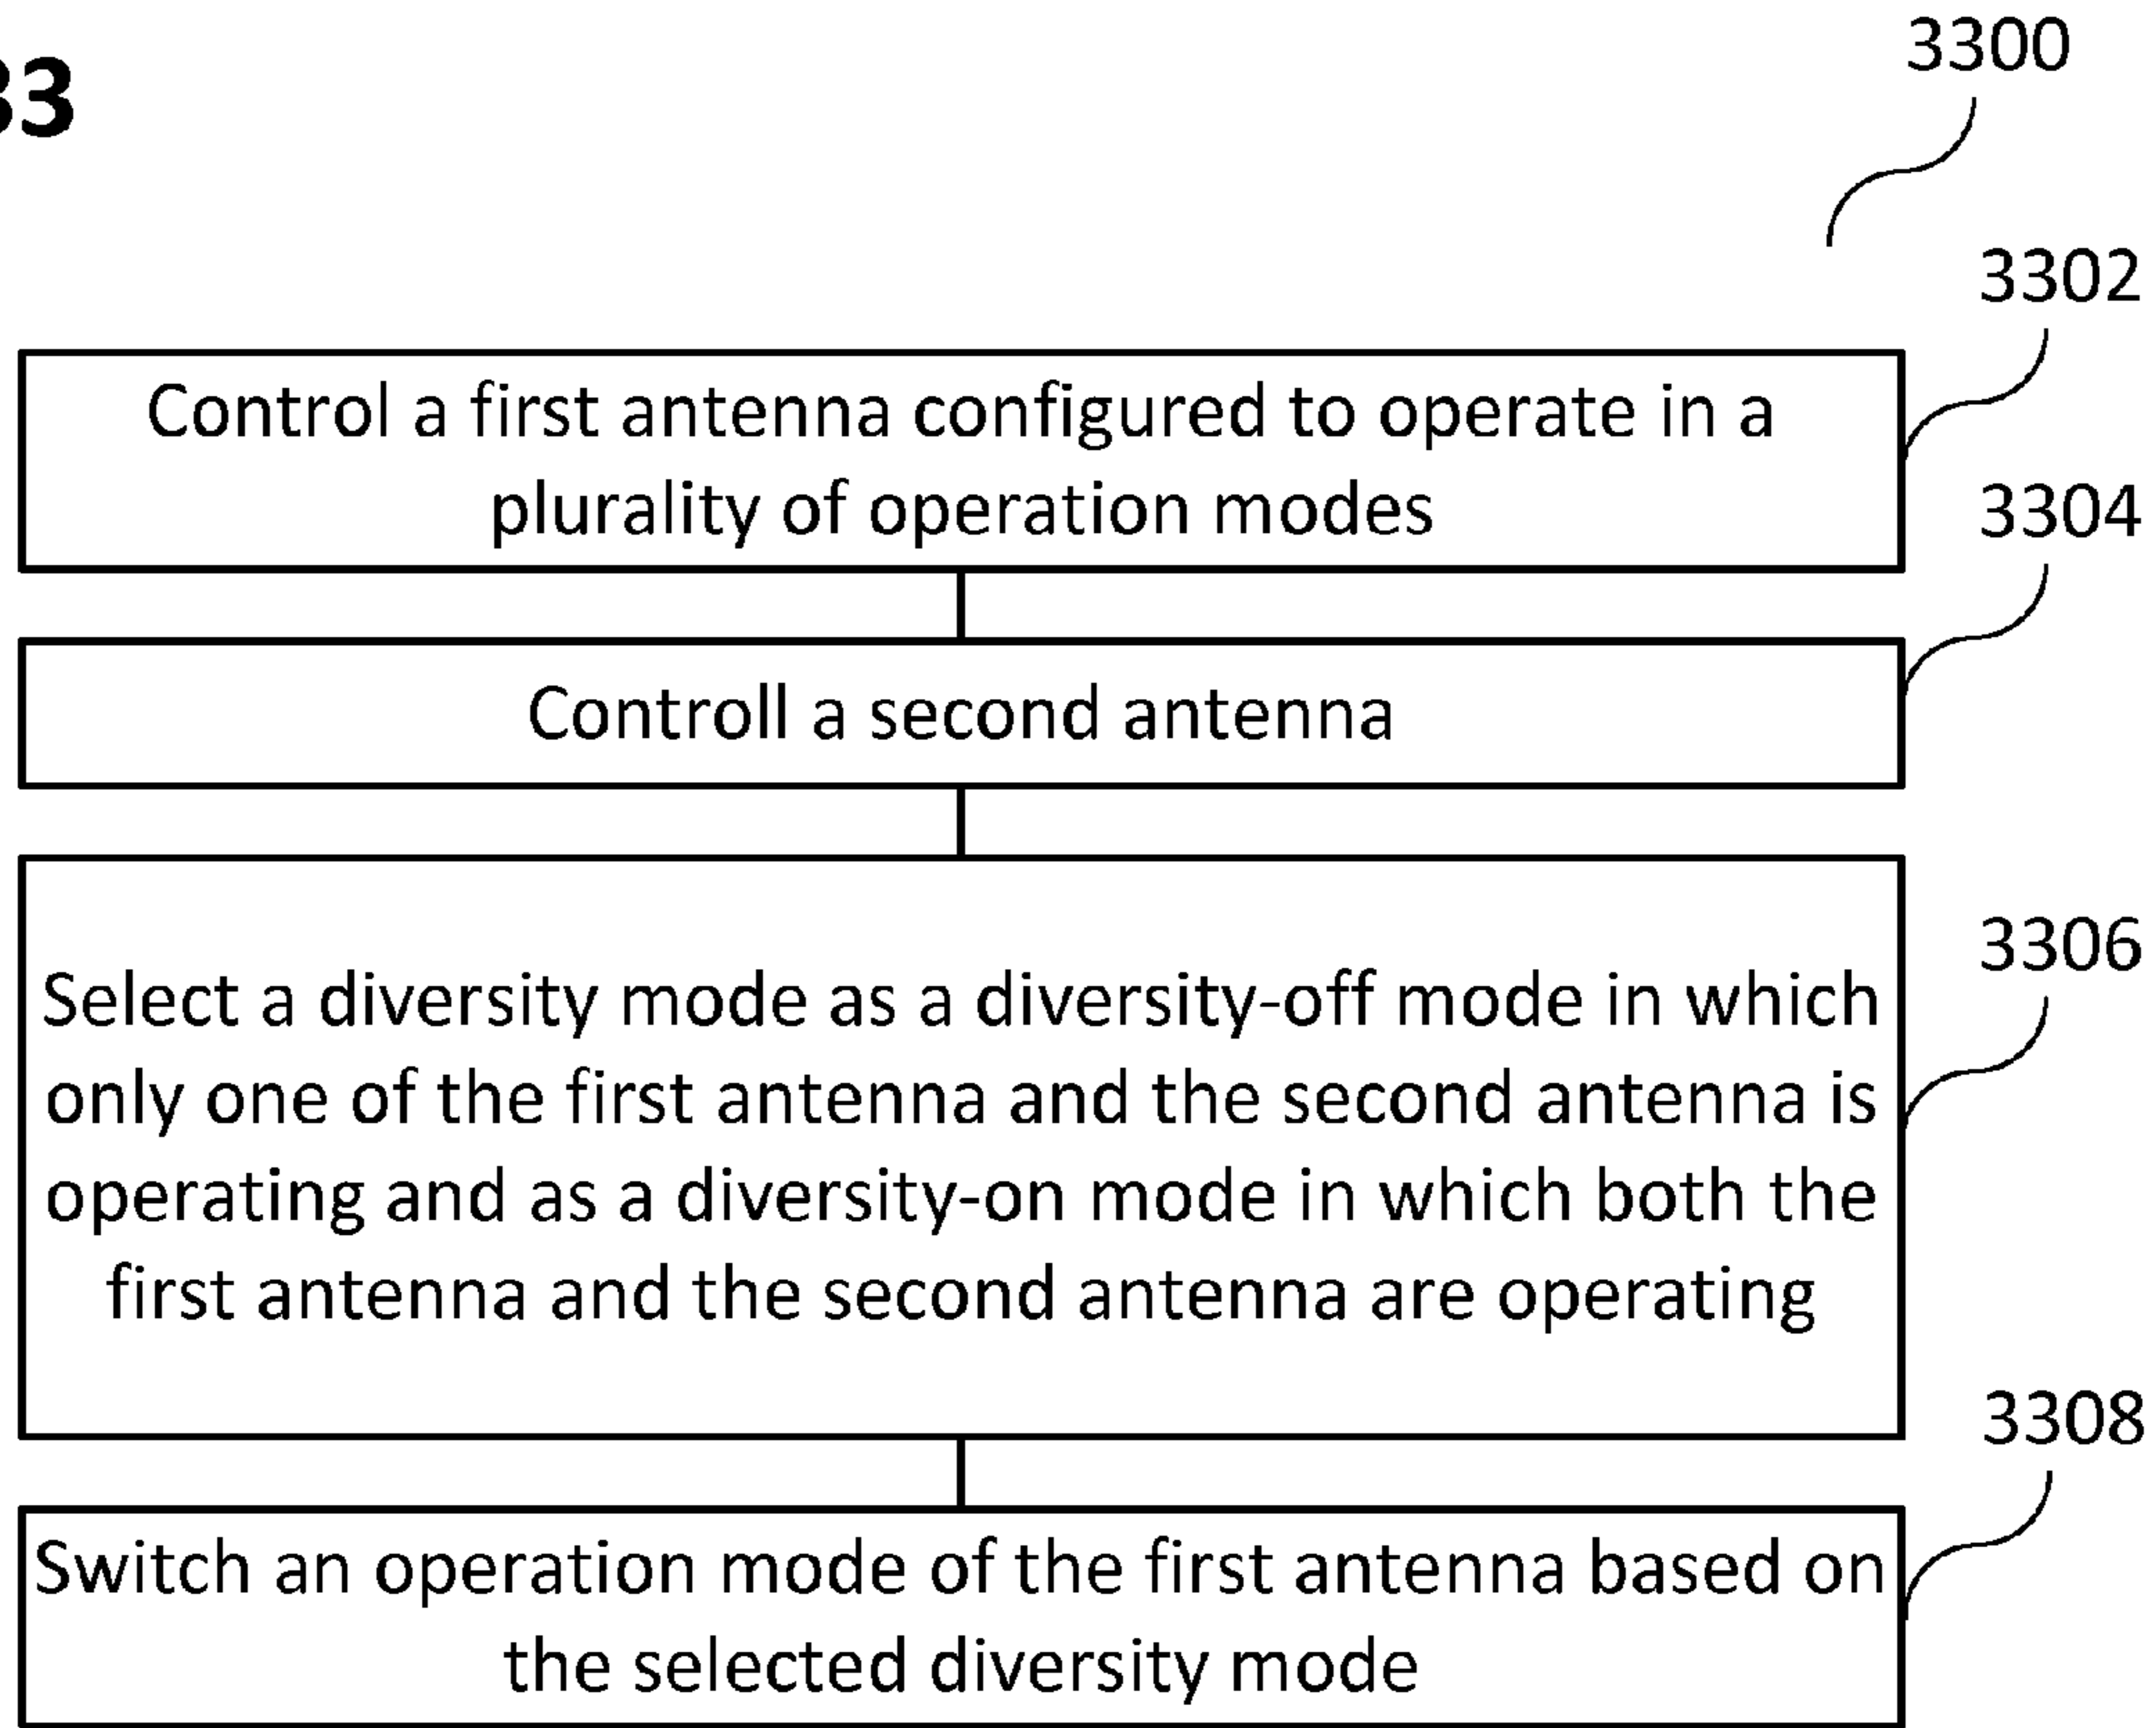 33
3300
3302
Control a first antenna configured to operate in a
plurality of operation modes
3304
Controll a second antenna
3306
Select a diversity mode as a diversity-off mode in which
only one of the first antenna and the second antenna is
operating and as a diversity-on mode in which both the
first antenna and the second antenna are operating
3308
Switch an operation mode of the first antenna based on
the selected diversity mode